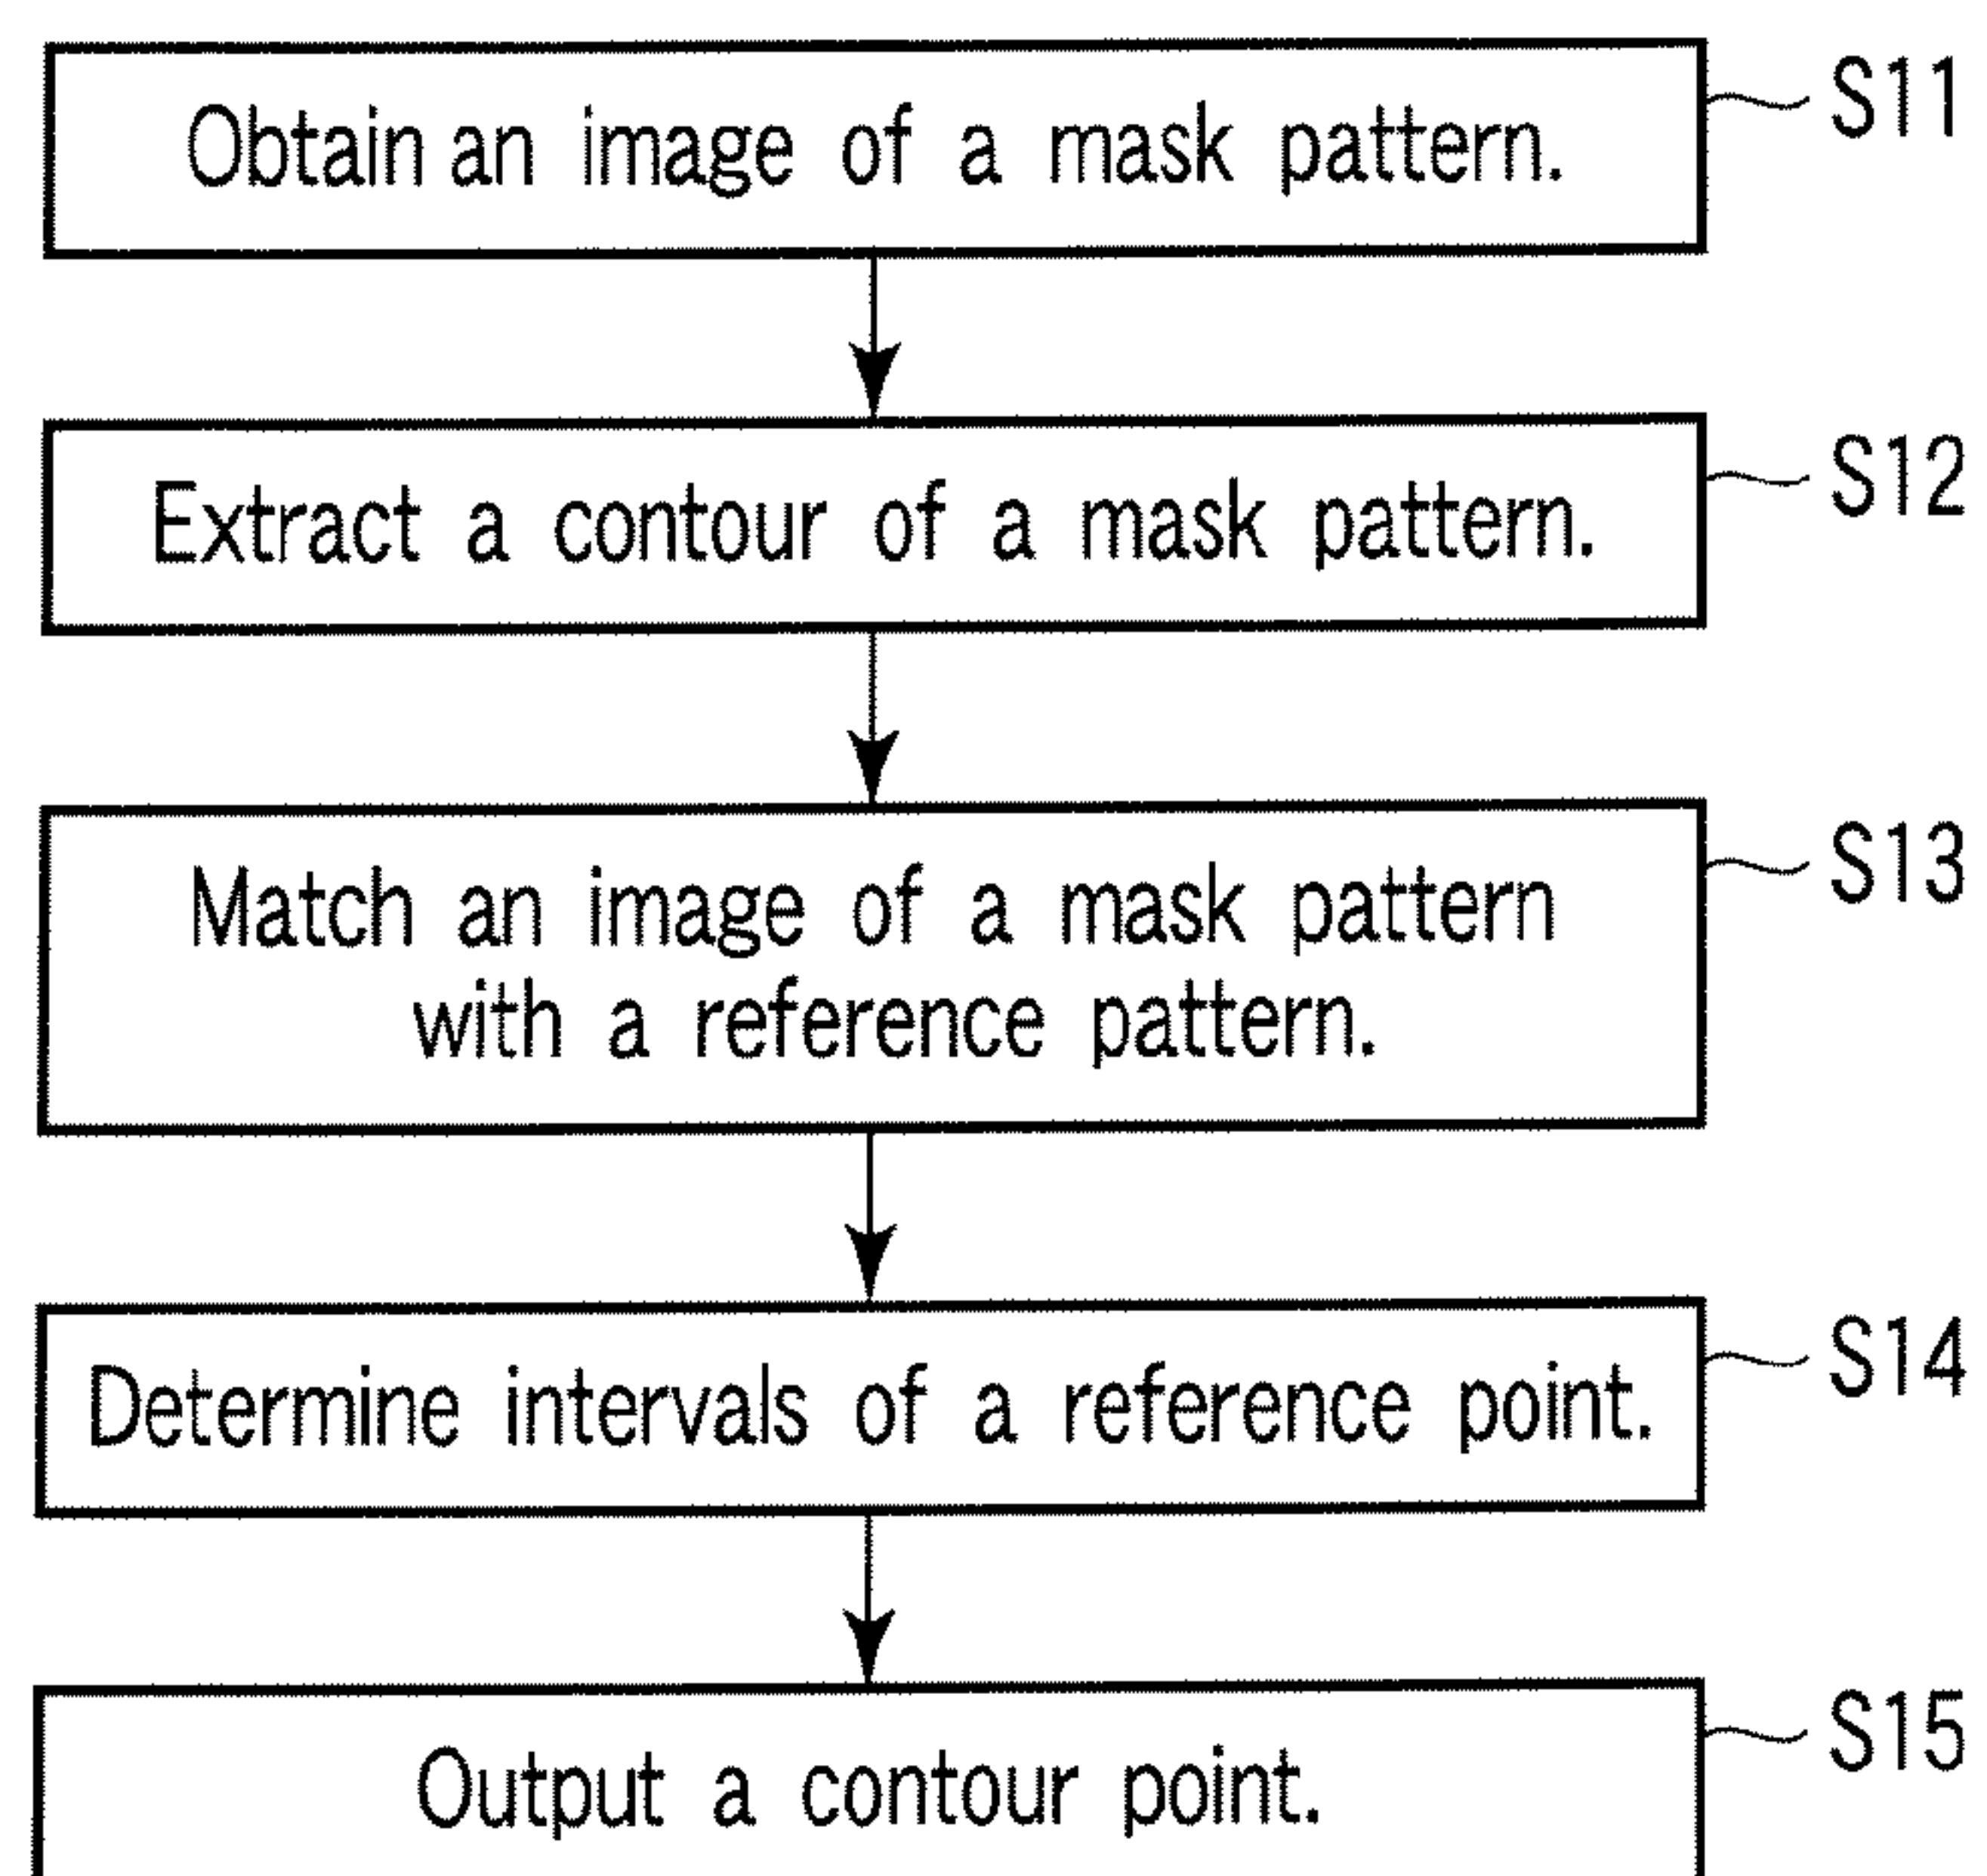 Obtain an image of a mask pattern.
S11
Extract a contour of a mask pattern.
S12
Match an image of a mask pattern
with a reference pattern.
S13
Determine intervals of a reference point.
S14
Output a contour point.
S15